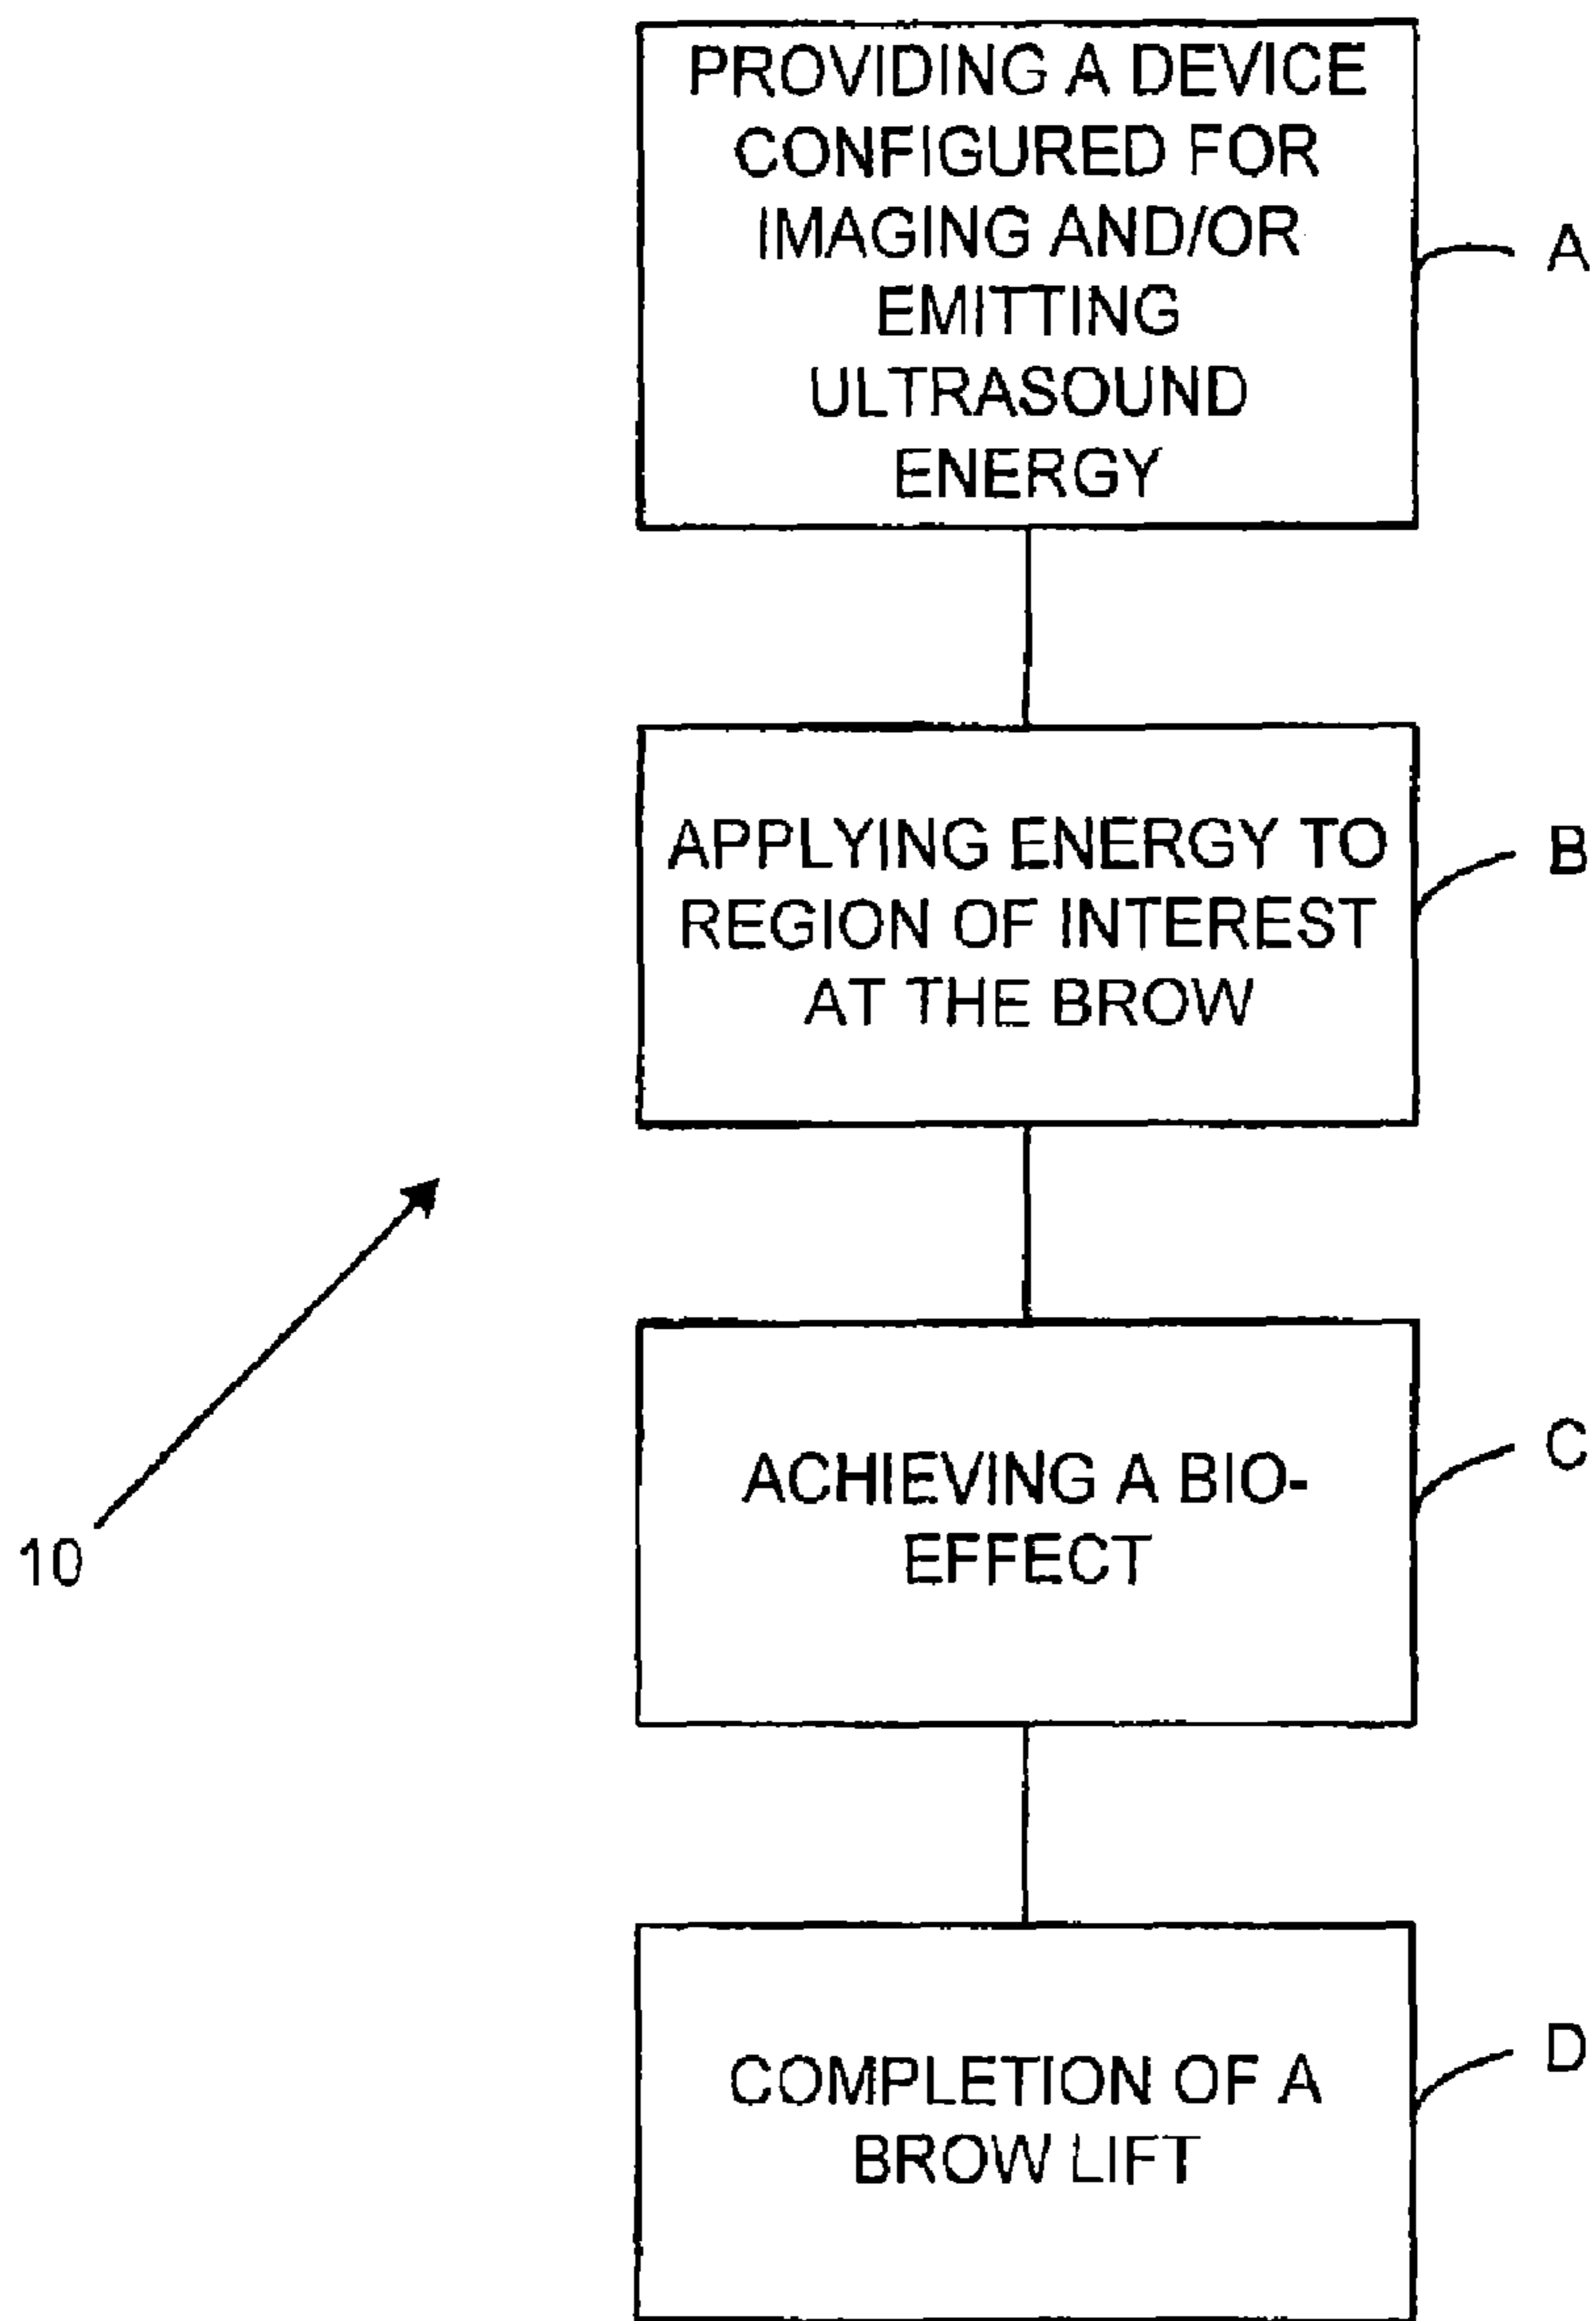 PROVIDING A DEVICE
CONFIGURED FOR
IMAGING AND/OR
EMITTING
ULTRASOUND
ENERGY
A
APPLYING ENERGY TO
REGION OF INTEREST
AT THE BROW
B
ACHIEVING A BIO-
EFFECT
C
10
COMPLETION OF A
BROW LIFT
D